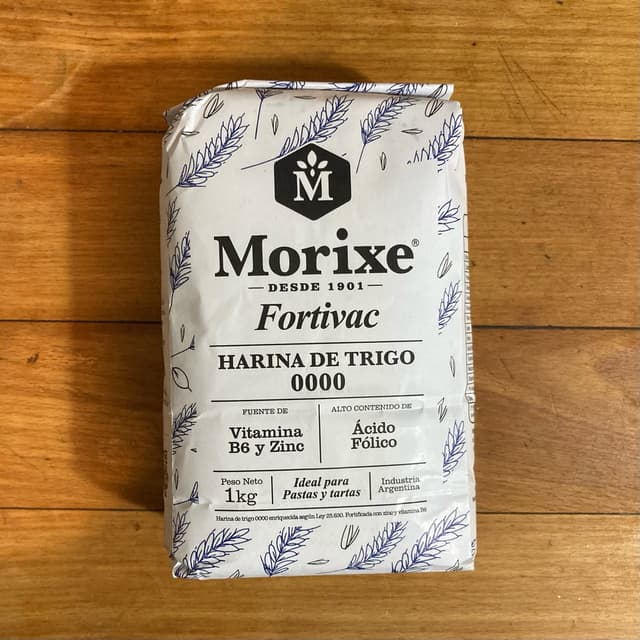 M
Morixe®
DESDE 1901
Fortivac
HARINA DE TRIGO
0000
FUENTE DE
Vitamina
B6 y Zinc
ALTO CONTENIDO DE
Ácido
Fólico
Peso Neto
1kg
Ideal para
Pastas y tartas
Industria
Argentina
Harina de trigo 0000 enriquecida según Ley 25.630. Fortificada con zinc y vitamina B6